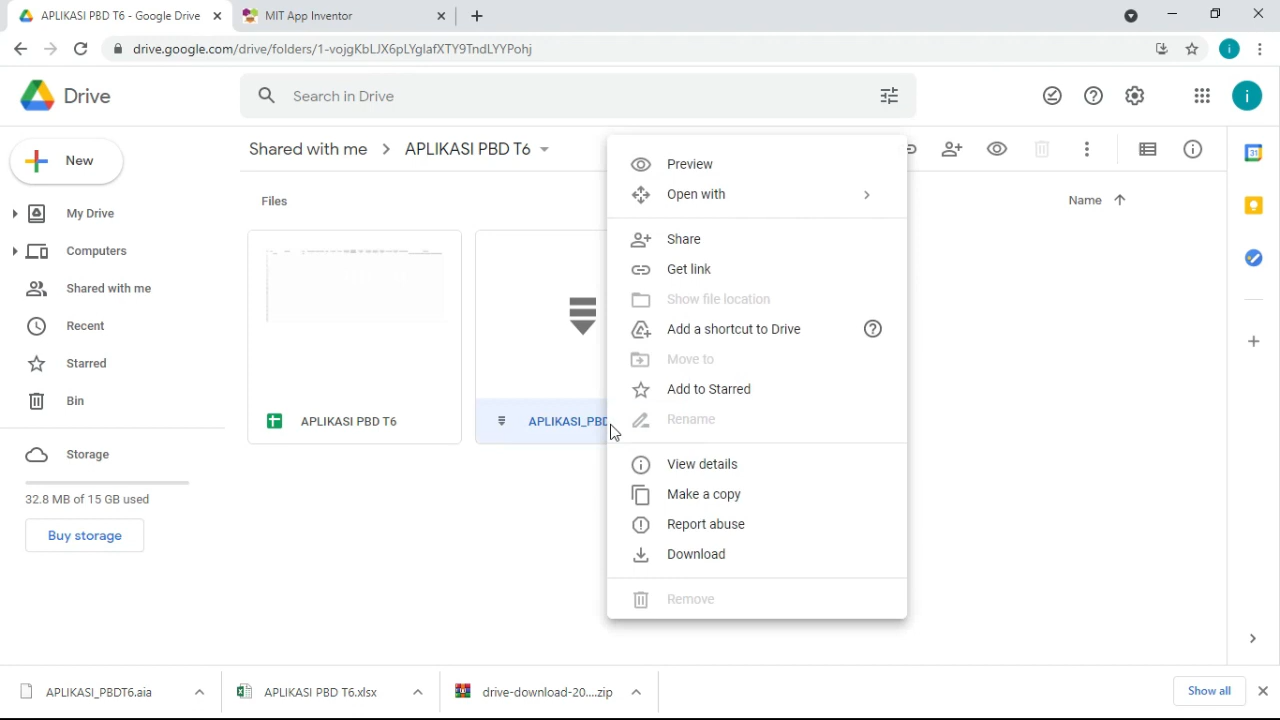 APLIKASI PBD T6 - Google Drive
MIT App Inventor
drive.google.com/drive/folders/1-vojgKbLJX6pLYglafXTY9TndLYYPohj
i
Drive
Search in Drive
i
New
Shared with me > APLIKASI PBD T6
My Drive
Computers
Shared with me
Recent
Starred
Bin
Storage
32.8 MB of 15 GB used
Buy storage
Files
Name
APLIKASI PBD T6
APLIKASI_PBD
Preview
Open with
Share
Get link
Show file location
Add a shortcut to Drive
Move to
Add to Starred
Rename
View details
Make a copy
Report abuse
Download
Remove
31
APLIKASI_PBDT6.aia
APLIKASI PBD T6.xlsx
drive-download-20....zip
Show all